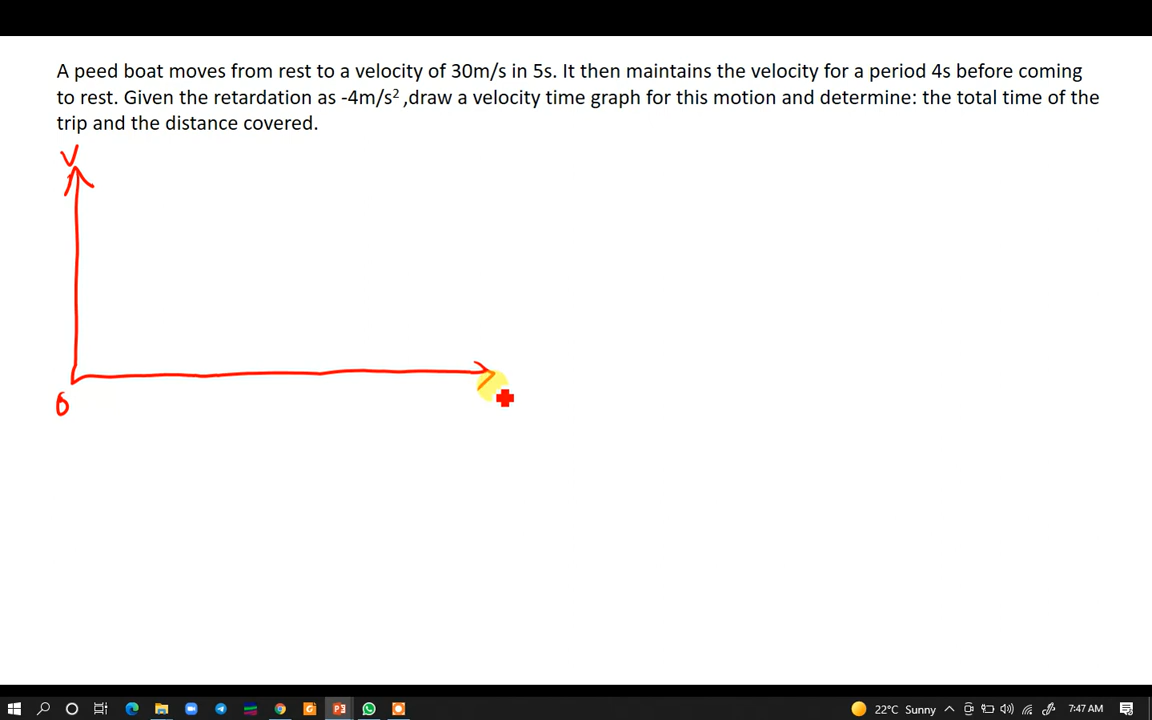 A peed boat moves from rest to a velocity of 30m/s in 5s. It then maintains the velocity for a period 4s before coming
to rest. Given the retardation as -4m/s² ,draw a velocity time graph for this motion and determine: the total time of the
trip and the distance covered.
V
0
22°C Sunny 7:47 AM